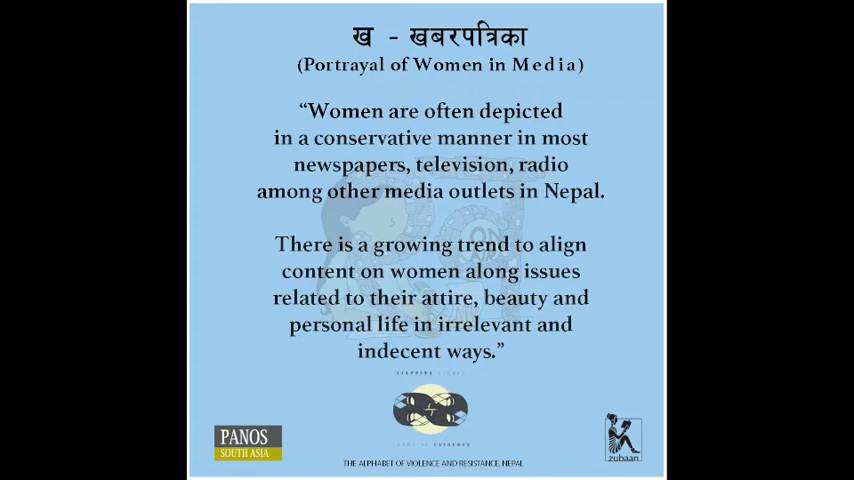 ख - खबरपत्रिका
(Portrayal of Women in Media)
“Women are often depicted
in a conservative manner in most
newspapers, television, radio
among other media outlets in Nepal.
There is a growing trend to align
content on women along issues
related to their attire, beauty and
personal life in irrelevant and
indecent ways.”
ON
AIR
PANOS
SOUTH ASIA
zubaan
THE ALPHABET OF VIOLENCE AND RESISTANCE, NEPAL